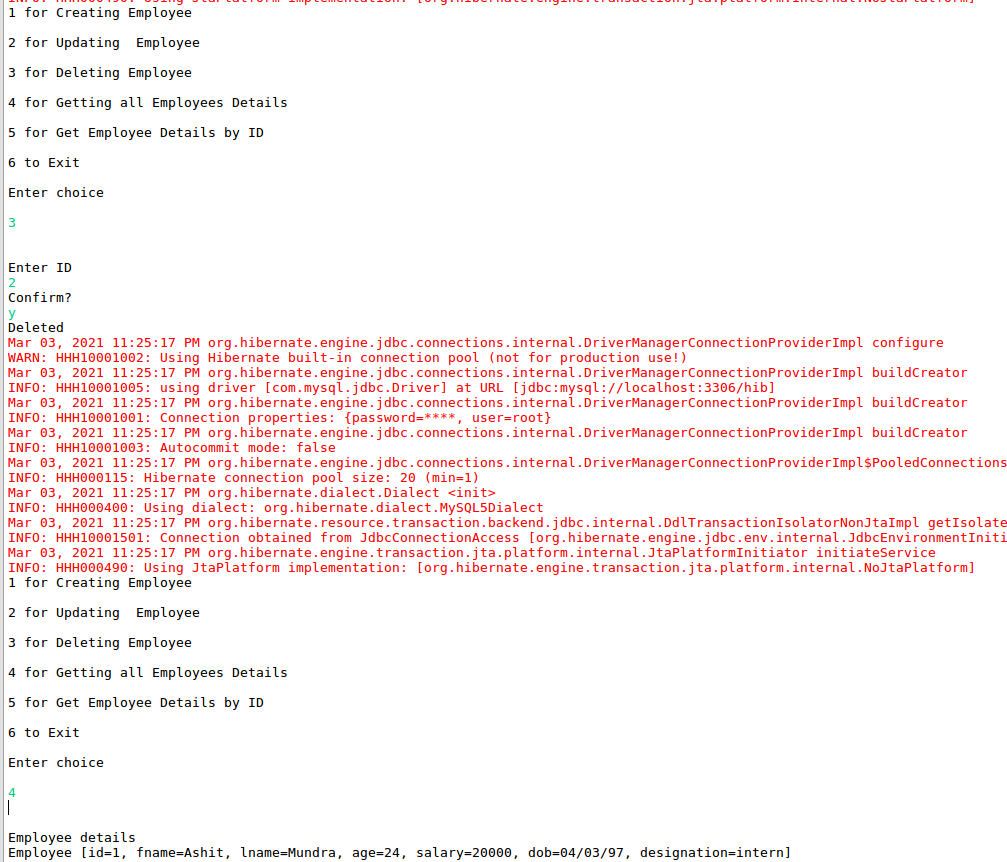 INFO: HHH000490: Using JtaPlatform implementation: [org.hibernate.engine.transaction.jta.platform.internal.NoJtaPlatform]
1 for Creating Employee
2 for Updating  Employee
3 for Deleting Employee
4 for Getting all Employees Details
5 for Get Employee Details by ID
6 to Exit
Enter choice
3
Enter ID
2
Confirm?
y
Deleted
Mar 03, 2021 11:25:17 PM org.hibernate.engine.jdbc.connections.internal.DriverManagerConnectionProviderImpl configure
WARN: HHH10001002: Using Hibernate built-in connection pool (not for production use!)
Mar 03, 2021 11:25:17 PM org.hibernate.engine.jdbc.connections.internal.DriverManagerConnectionProviderImpl buildCreator
INFO: HHH10001005: using driver [com.mysql.jdbc.Driver] at URL [jdbc:mysql://localhost:3306/hib]
Mar 03, 2021 11:25:17 PM org.hibernate.engine.jdbc.connections.internal.DriverManagerConnectionProviderImpl buildCreator
INFO: HHH10001001: Connection properties: {password=****, user=root}
Mar 03, 2021 11:25:17 PM org.hibernate.engine.jdbc.connections.internal.DriverManagerConnectionProviderImpl buildCreator
INFO: HHH10001003: Autocommit mode: false
Mar 03, 2021 11:25:17 PM org.hibernate.engine.jdbc.connections.internal.DriverManagerConnectionProviderImpl$PooledConnections
INFO: HHH000115: Hibernate connection pool size: 20 (min=1)
Mar 03, 2021 11:25:17 PM org.hibernate.dialect.Dialect <init>
INFO: HHH000400: Using dialect: org.hibernate.dialect.MySQL5Dialect
Mar 03, 2021 11:25:17 PM org.hibernate.resource.transaction.backend.jdbc.internal.DdlTransactionIsolatorNonJtaImpl getIsolate
INFO: HHH10001501: Connection obtained from JdbcConnectionAccess [org.hibernate.engine.jdbc.env.internal.JdbcEnvironmentIniti
Mar 03, 2021 11:25:17 PM org.hibernate.engine.transaction.jta.platform.internal.JtaPlatformInitiator initiateService
INFO: HHH000490: Using JtaPlatform implementation: [org.hibernate.engine.transaction.jta.platform.internal.NoJtaPlatform]
1 for Creating Employee
2 for Updating  Employee
3 for Deleting Employee
4 for Getting all Employees Details
5 for Get Employee Details by ID
6 to Exit
Enter choice
4
Employee details
Employee [id=1, fname=Ashit, lname=Mundra, age=24, salary=20000, dob=04/03/97, designation=intern]